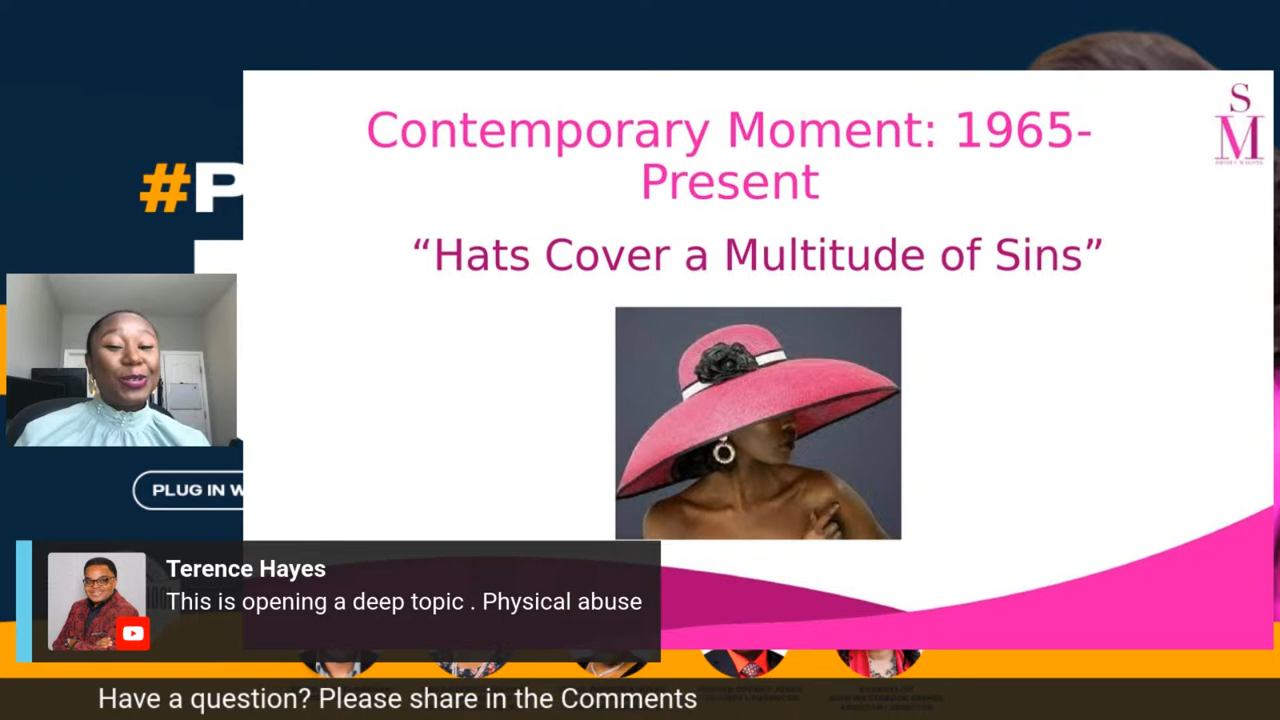 Contemporary Moment: 1965-
Present
“Hats Cover a Multitude of Sins”
S
M
#P
PLUG IN W
Terence Hayes
This is opening a deep topic . Physical abuse
Have a question? Please share in the Comments